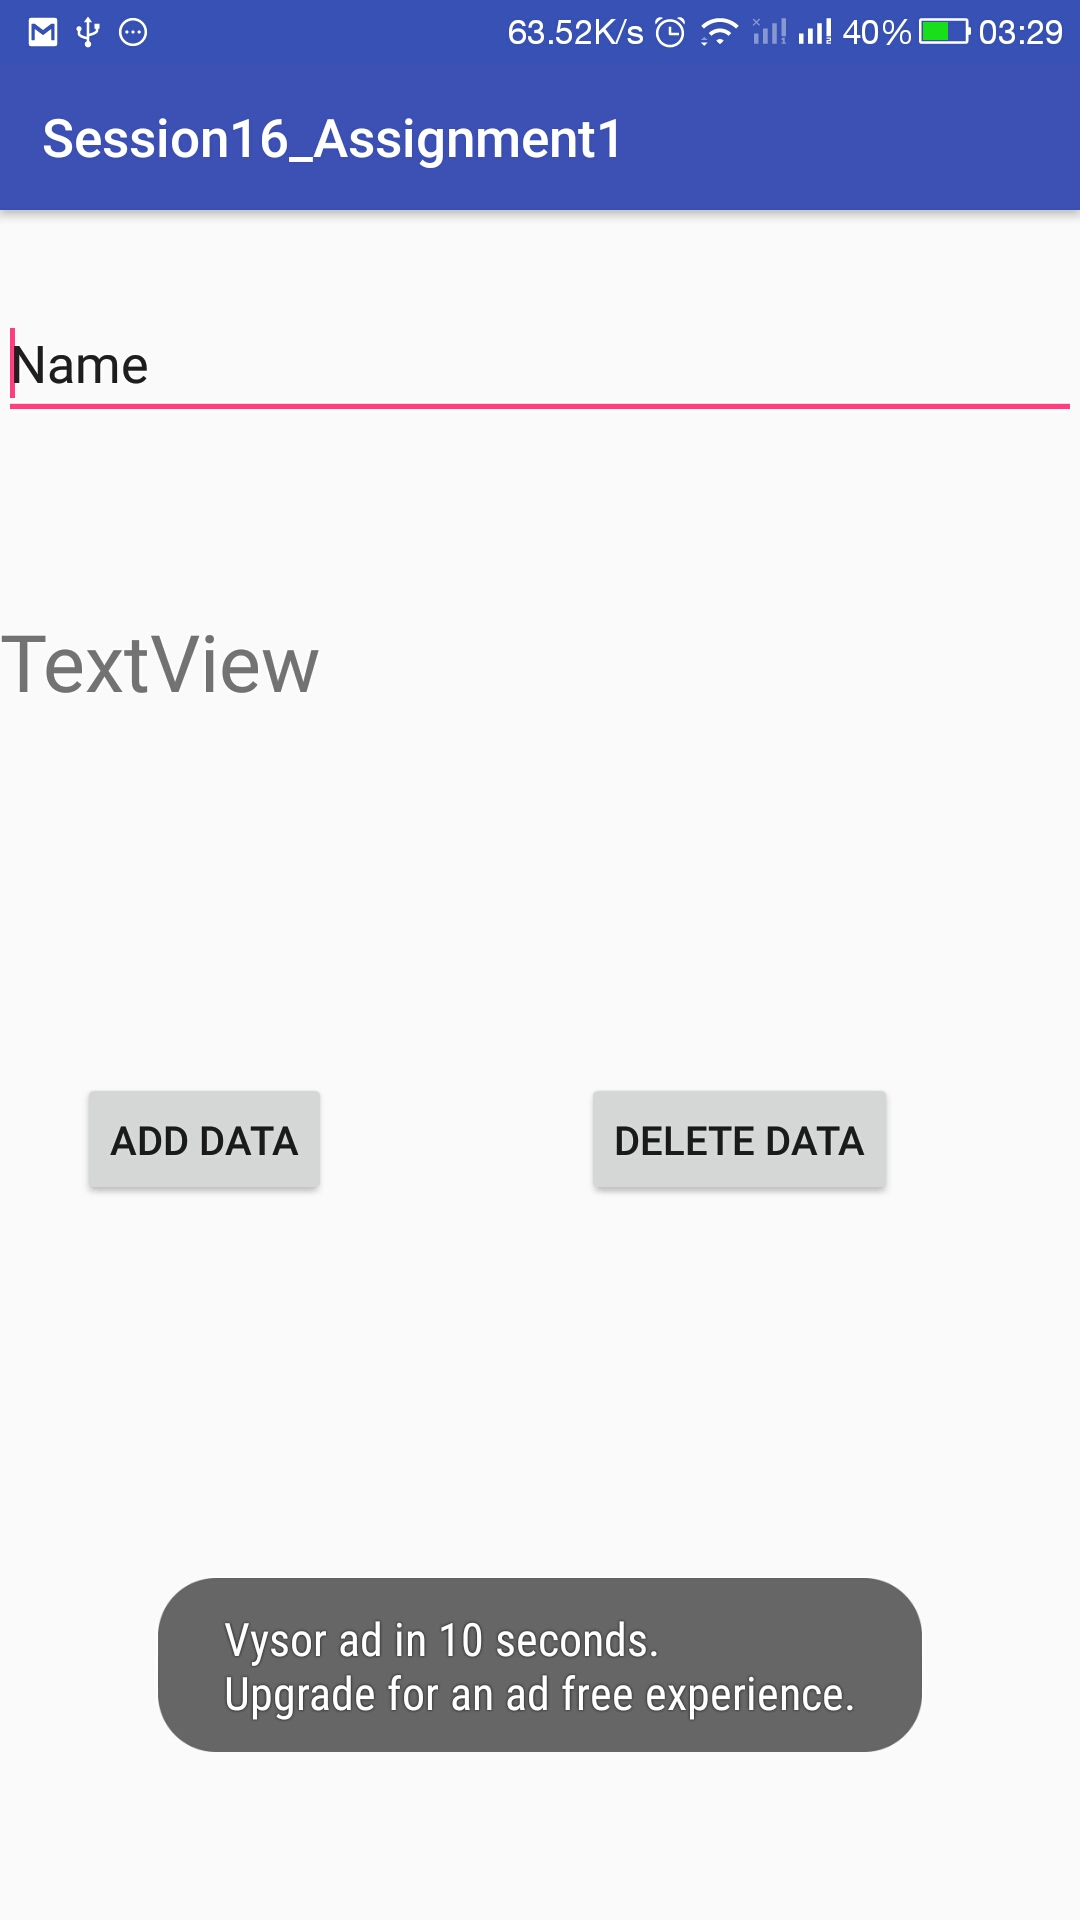 63.52K/s 40% 03:29
Session16_Assignment1
Name
TextView
ADD DATA DELETE DATA
Vysor ad in 10 seconds.
Upgrade for an ad free experience.